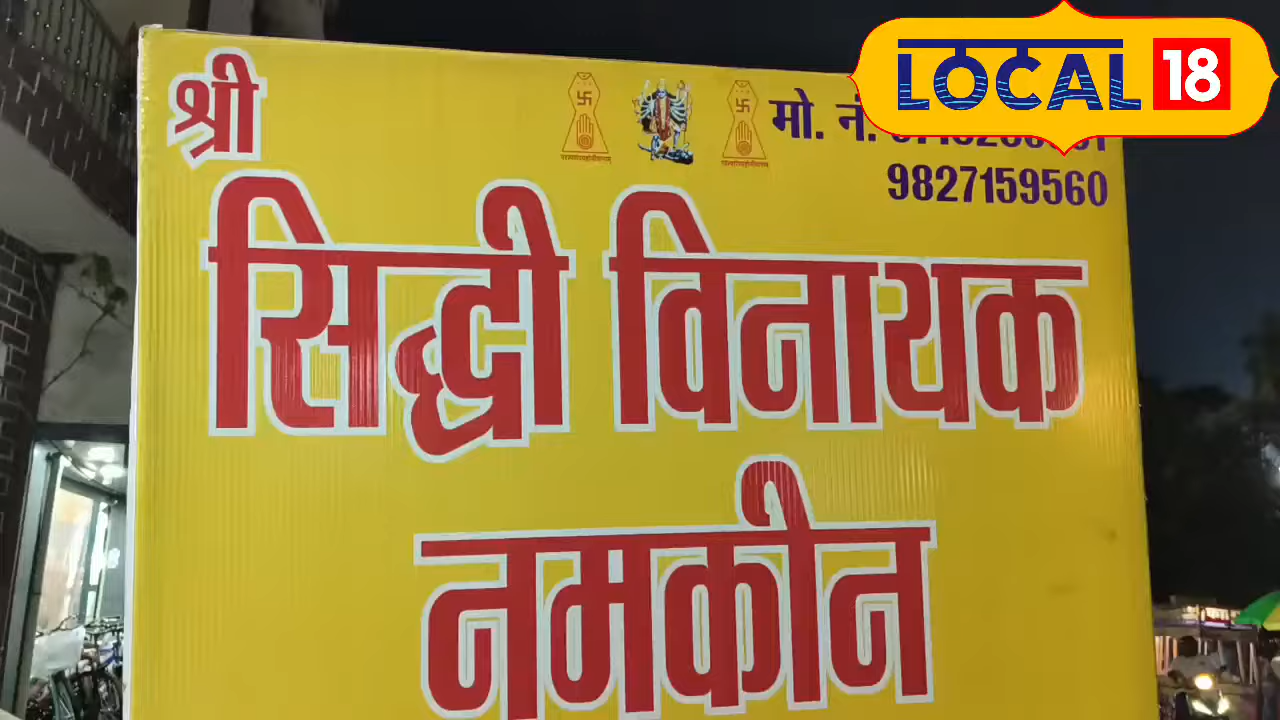 LOCAL 18
श्री
मो. नं.
9827159560
सिद्धी विनायक
नमकीन